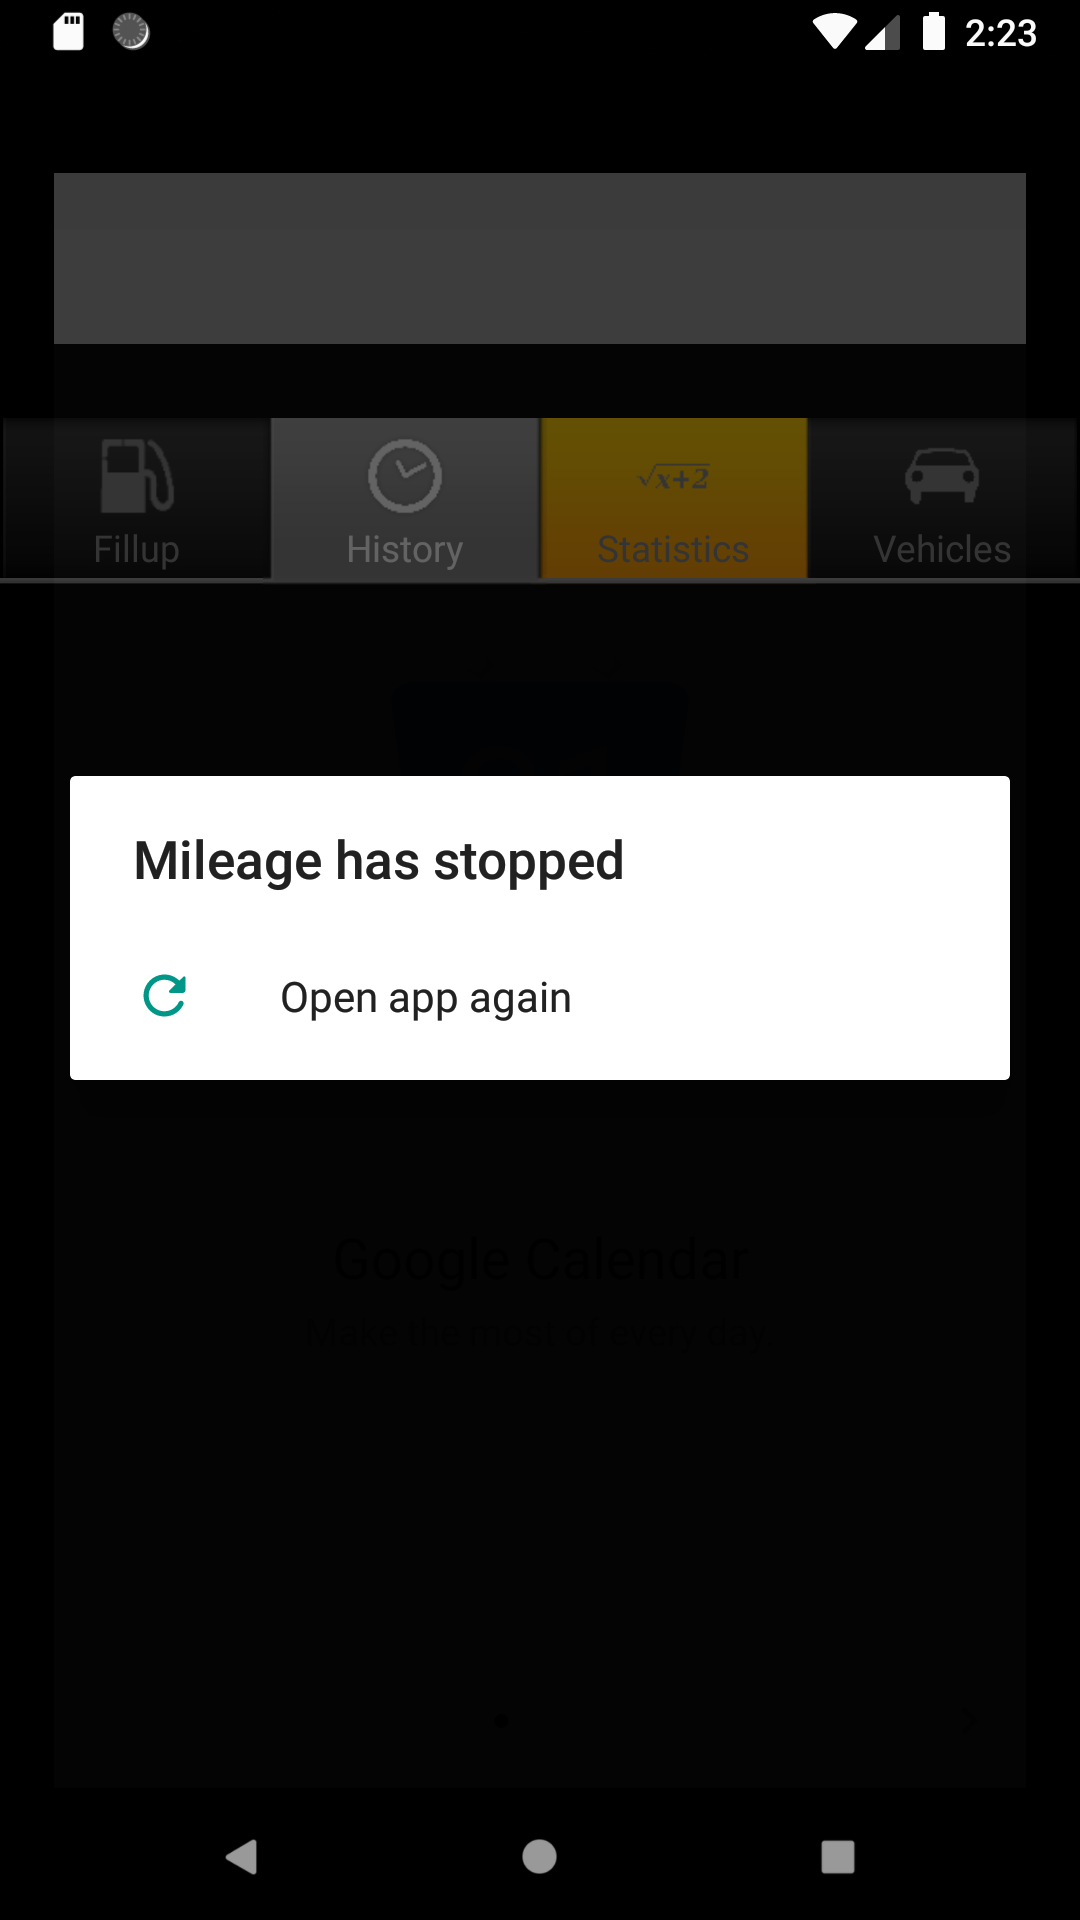 2:23
Fillup
History
√x+2
Statistics
Vehicles
Mileage has stopped
Open app again
Google Calendar
Make the most of every day